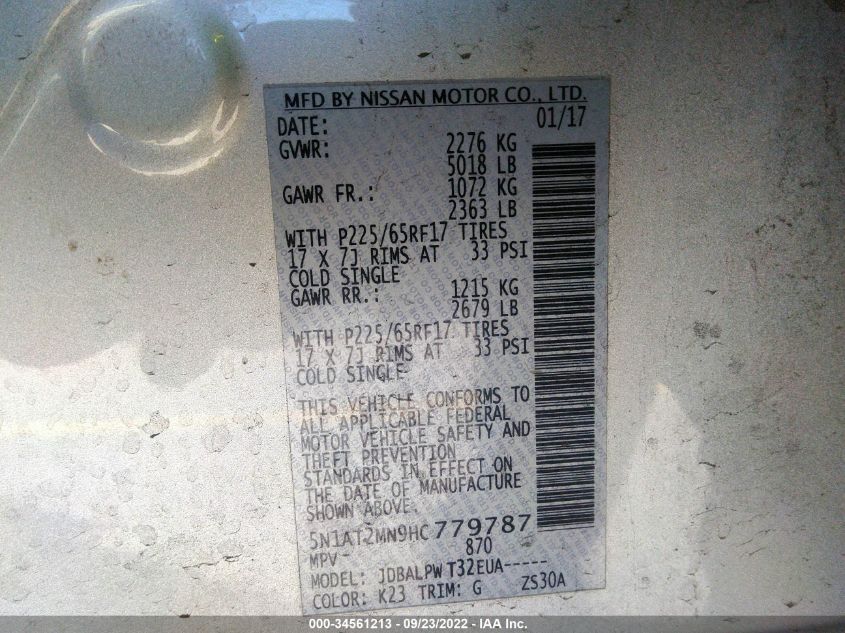 MFD BY NISSAN MOTOR CO., LTD.
DATE: 01/17
GVWR: 2276 KG
5018 LB
GAWR FR.: 1072 KG
2363 LB
WITH P225/65RF17 TIRES
17 X 7J RIMS AT 33 PSI
COLD SINGLE
GAWR RR.: 1215 KG
2679 LB
WITH P225/65RF17 TIRES
17 X 7J RIMS AT 33 PSI
COLD SINGLE
THIS VEHICLE CONFORMS TO
ALL APPLICABLE FEDERAL
MOTOR VEHICLE SAFETY AND
THEFT PREVENTION
STANDARDS IN EFFECT ON
THE DATE OF MANUFACTURE
SHOWN ABOVE.
5N1AT2MN9HC779787
MPV 870
MODEL: JDBALPWT32EUA-----
COLOR: K23 TRIM: G ZS30A
000-34561213 - 09/23/2022 - IAA Inc.